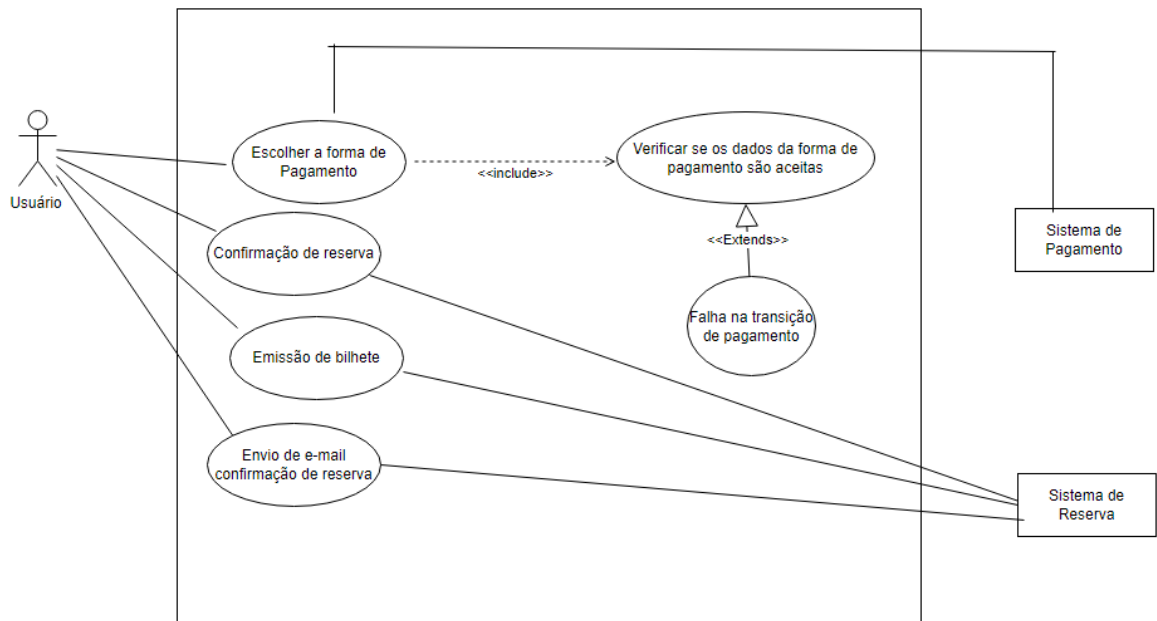 Usuário
Escolher a forma de
Pagamento
<<include>>
Verificar se os dados da forma de
pagamento são aceitas
<<Extends>>
Falha na transição
de pagamento
Confirmação de reserva
Emissão de bilhete
Envio de e-mail
confirmação de reserva
Sistema de
Pagamento
Sistema de
Reserva